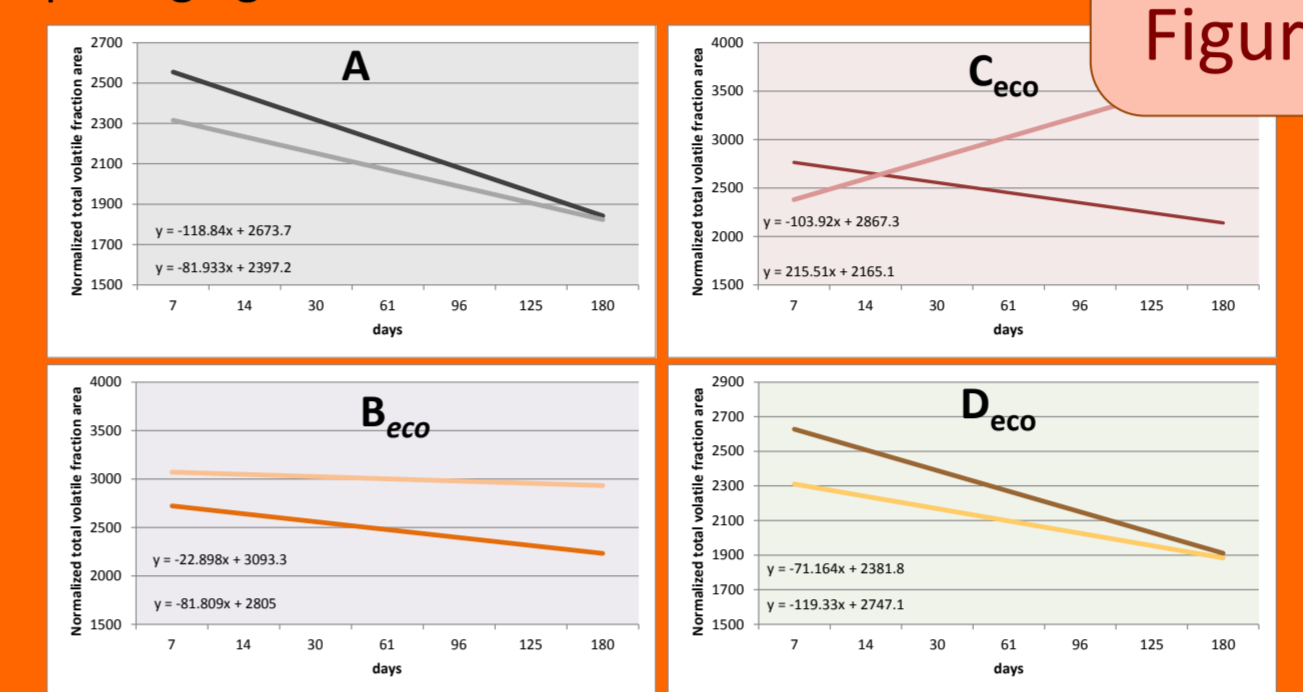 Figur
A
Normalized total volatile fraction area
2700
2500
2300
2100
1900
1700
1500
y = -118.84x + 2673.7
y = -81.933x + 2397.2
7 14 30 61 96 125 180
days
Ceco
Normalized total volatile fraction area
4000
3500
3000
2500
2000
1500
y = -103.92x + 2867.3
y = 215.51x + 2165.1
7 14 30 61 96 125 180
days
Beco
Normalized total volatile fraction area
4000
3500
3000
2500
2000
1500
y = -22.898x + 3093.3
y = -81.809x + 2805
7 14 30 61 96 125 180
days
Deco
Normalized total volatile fraction area
2900
2700
2500
2300
2100
1900
1700
1500
y = -71.164x + 2381.8
y = -119.33x + 2747.1
7 14 30 61 96 125 180
days